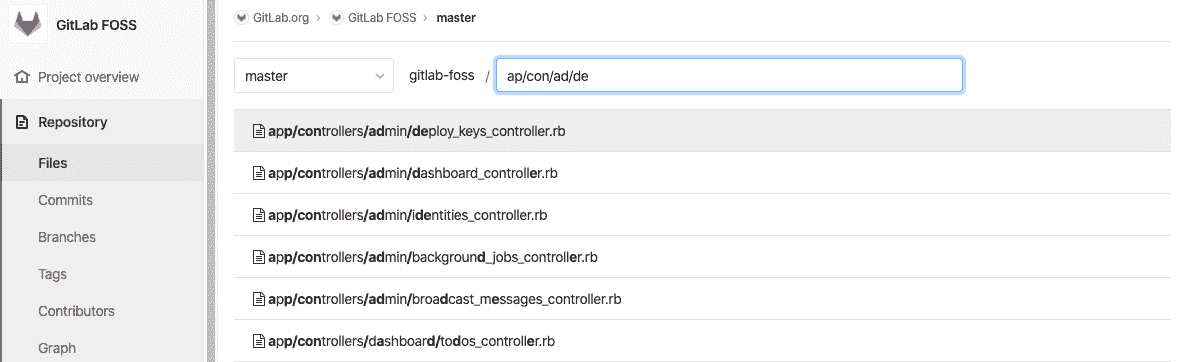 GitLab FOSS
Project overview
Repository
Files
Commits
Branches
Tags
Contributors
Graph
GitLab.org › GitLab FOSS › master
master gitlab-foss / ap/con/ad/de
app/controllers/admin/deploy_keys_controller.rb
app/controllers/admin/dashboard_controller.rb
app/controllers/admin/identities_controller.rb
app/controllers/admin/background_jobs_controller.rb
app/controllers/admin/broadcast_messages_controller.rb
app/controllers/dashboard/todos_controller.rb